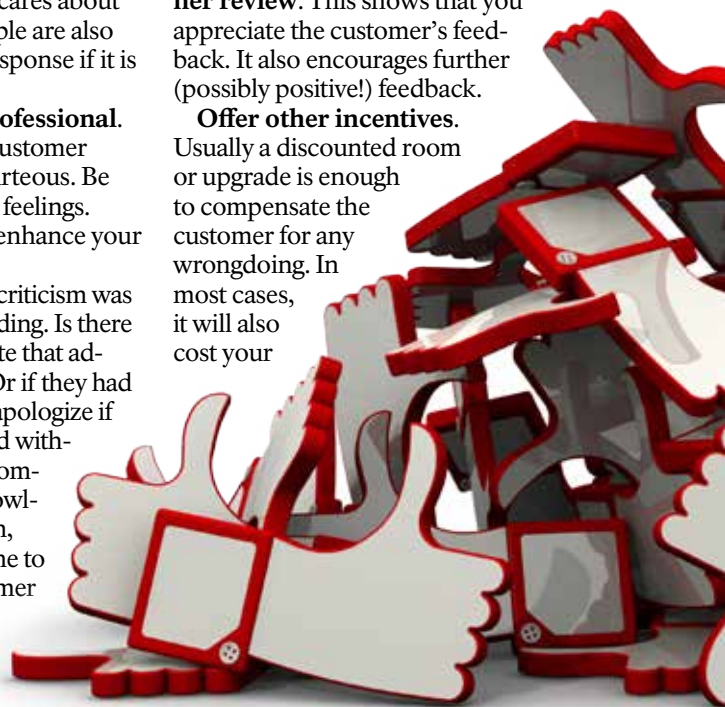 cares about
ple are also
sponse if it is
ofessional.
ustomer
rteous. Be
feelings.
enhance your
criticism was
ding. Is there
te that ad-
Or if they had
apologize if
d with-
om-
owl-
n,
ne to
mer
ner review. This shows that you
appreciate the customer's feed-
back. It also encourages further
(possibly positive!) feedback.
Offer other incentives.
Usually a discounted room
or upgrade is enough
to compensate the
customer for any
wrongdoing. In
most cases,
it will also
cost your